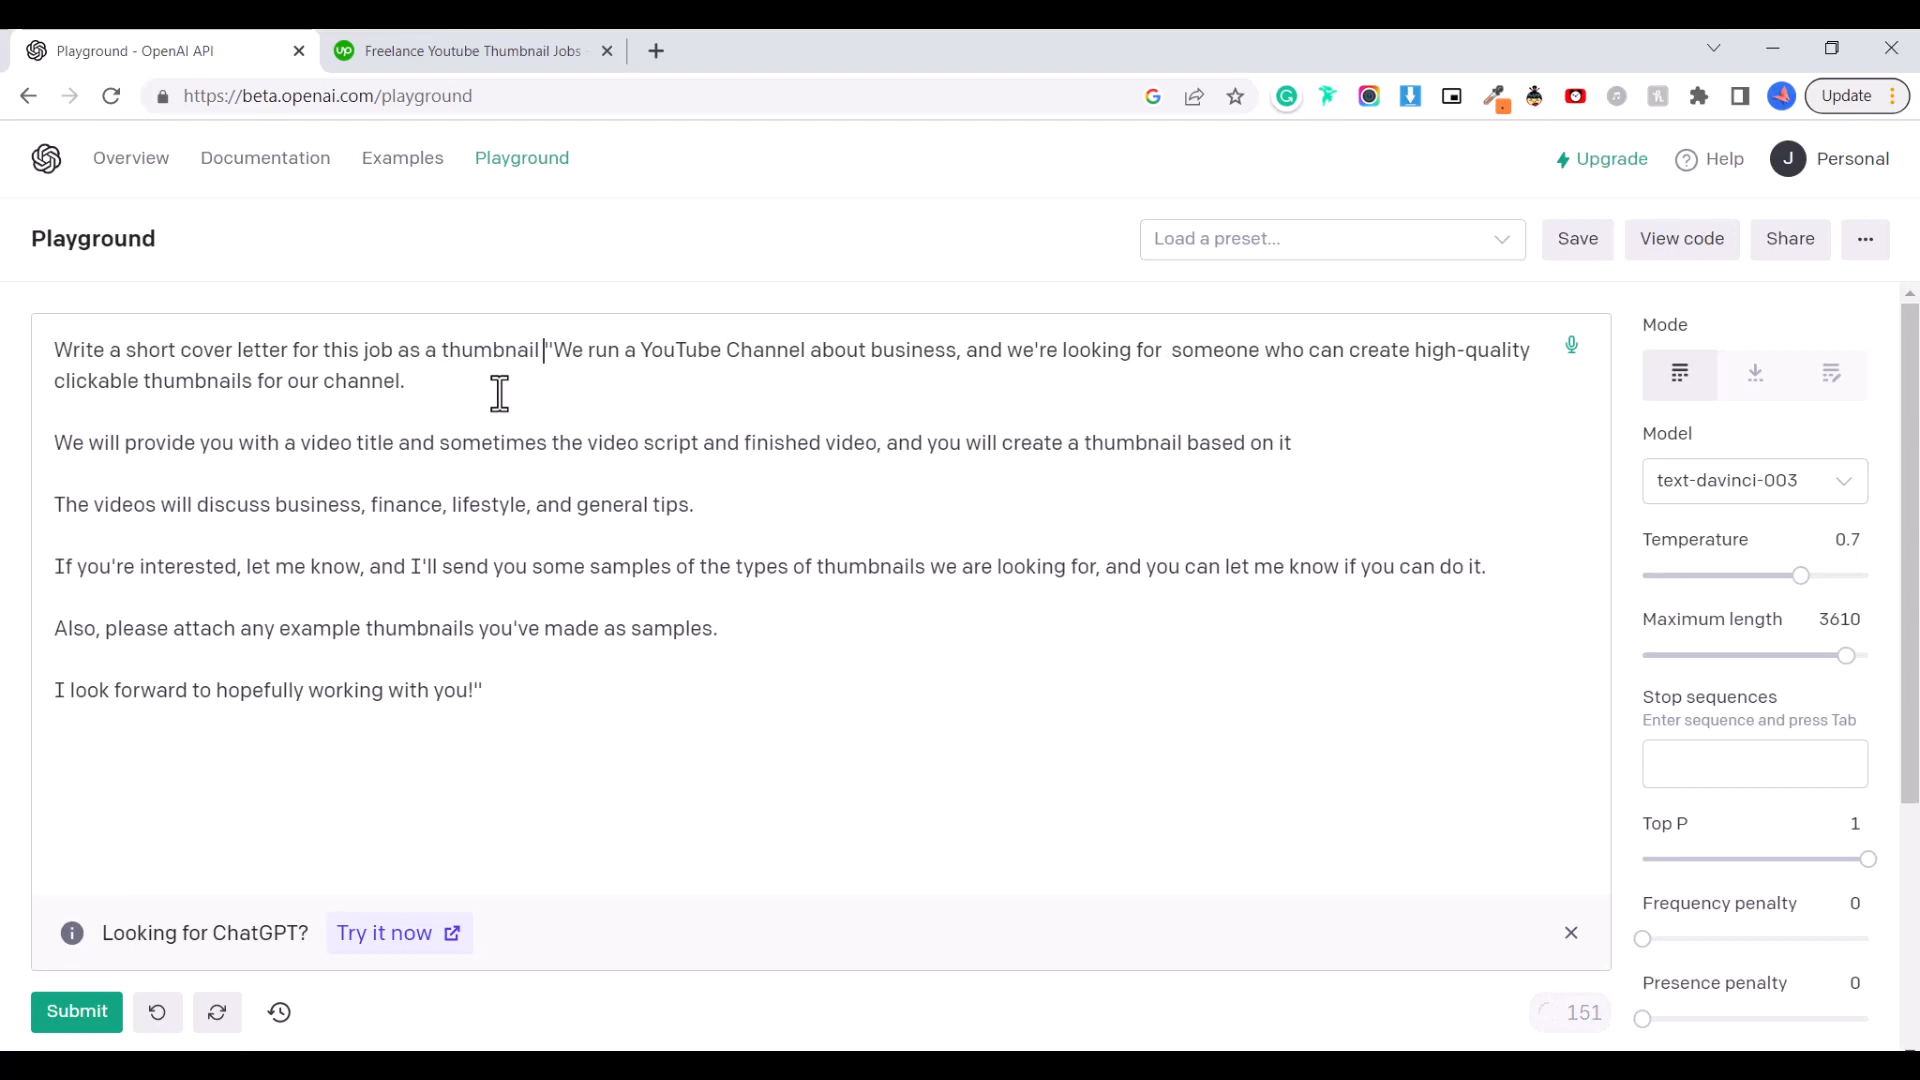 Playground - OpenAI API
Freelance Youtube Thumbnail Jobs -
https://beta.openai.com/playground
Update
Overview
Documentation
Examples
Playground
Upgrade
Help
J
Personal
Playground
Load a preset...
Save
View code
Share
Write a short cover letter for this job as a thumbnail "We run a YouTube Channel about business, and we're looking for  someone who can create high-quality
clickable thumbnails for our channel.
We will provide you with a video title and sometimes the video script and finished video, and you will create a thumbnail based on it
The videos will discuss business, finance, lifestyle, and general tips.
If you're interested, let me know, and I'll send you some samples of the types of thumbnails we are looking for, and you can let me know if you can do it.
Also, please attach any example thumbnails you've made as samples.
I look forward to hopefully working with you!"
Mode
Model
text-davinci-003
Temperature 0.7
Maximum length 3610
Stop sequences
Enter sequence and press Tab
Top P 1
Frequency penalty 0
Presence penalty 0
Looking for ChatGPT? Try it now
Submit
151